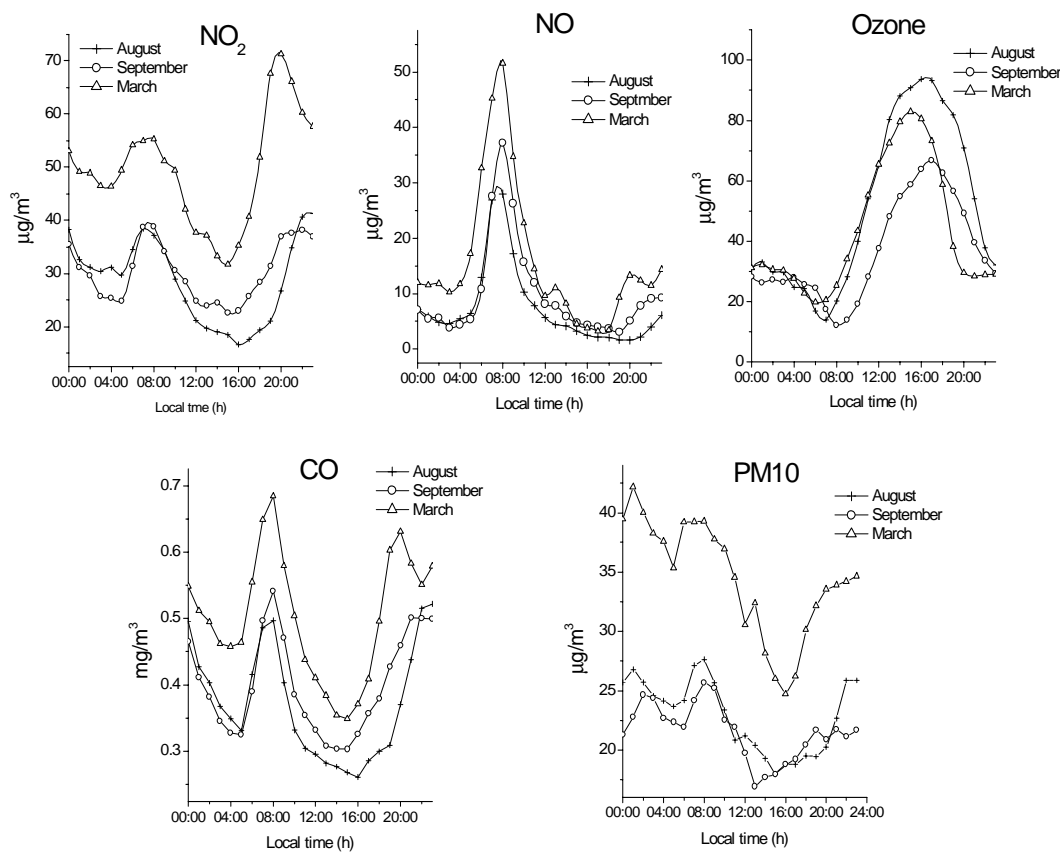 NO2
August
September
March
70
60
50
40
30
20
µg/m3
00:00 04:00 08:00 12:00 16:00 20:00
Local tme (h)
NO
August
Septmber
March
50
40
30
20
10
0
µg/m3
00:00 04:00 08:00 12:00 16:00 20:00
Local time (h)
Ozone
August
September
March
100
80
60
40
20
0
µg/m3
00:00 04:00 08:00 12:00 16:00 20:00
Local time (h)
CO
August
September
March
0.7
0.6
0.5
0.4
0.3
mg/m3
00:00 04:00 08:00 12:00 16:00 20:00
Local time (h)
PM10
August
September
March
40
35
30
25
20
µg/m3
00:00 04:00 08:00 12:00 16:00 20:00 24:00
Local time (h)